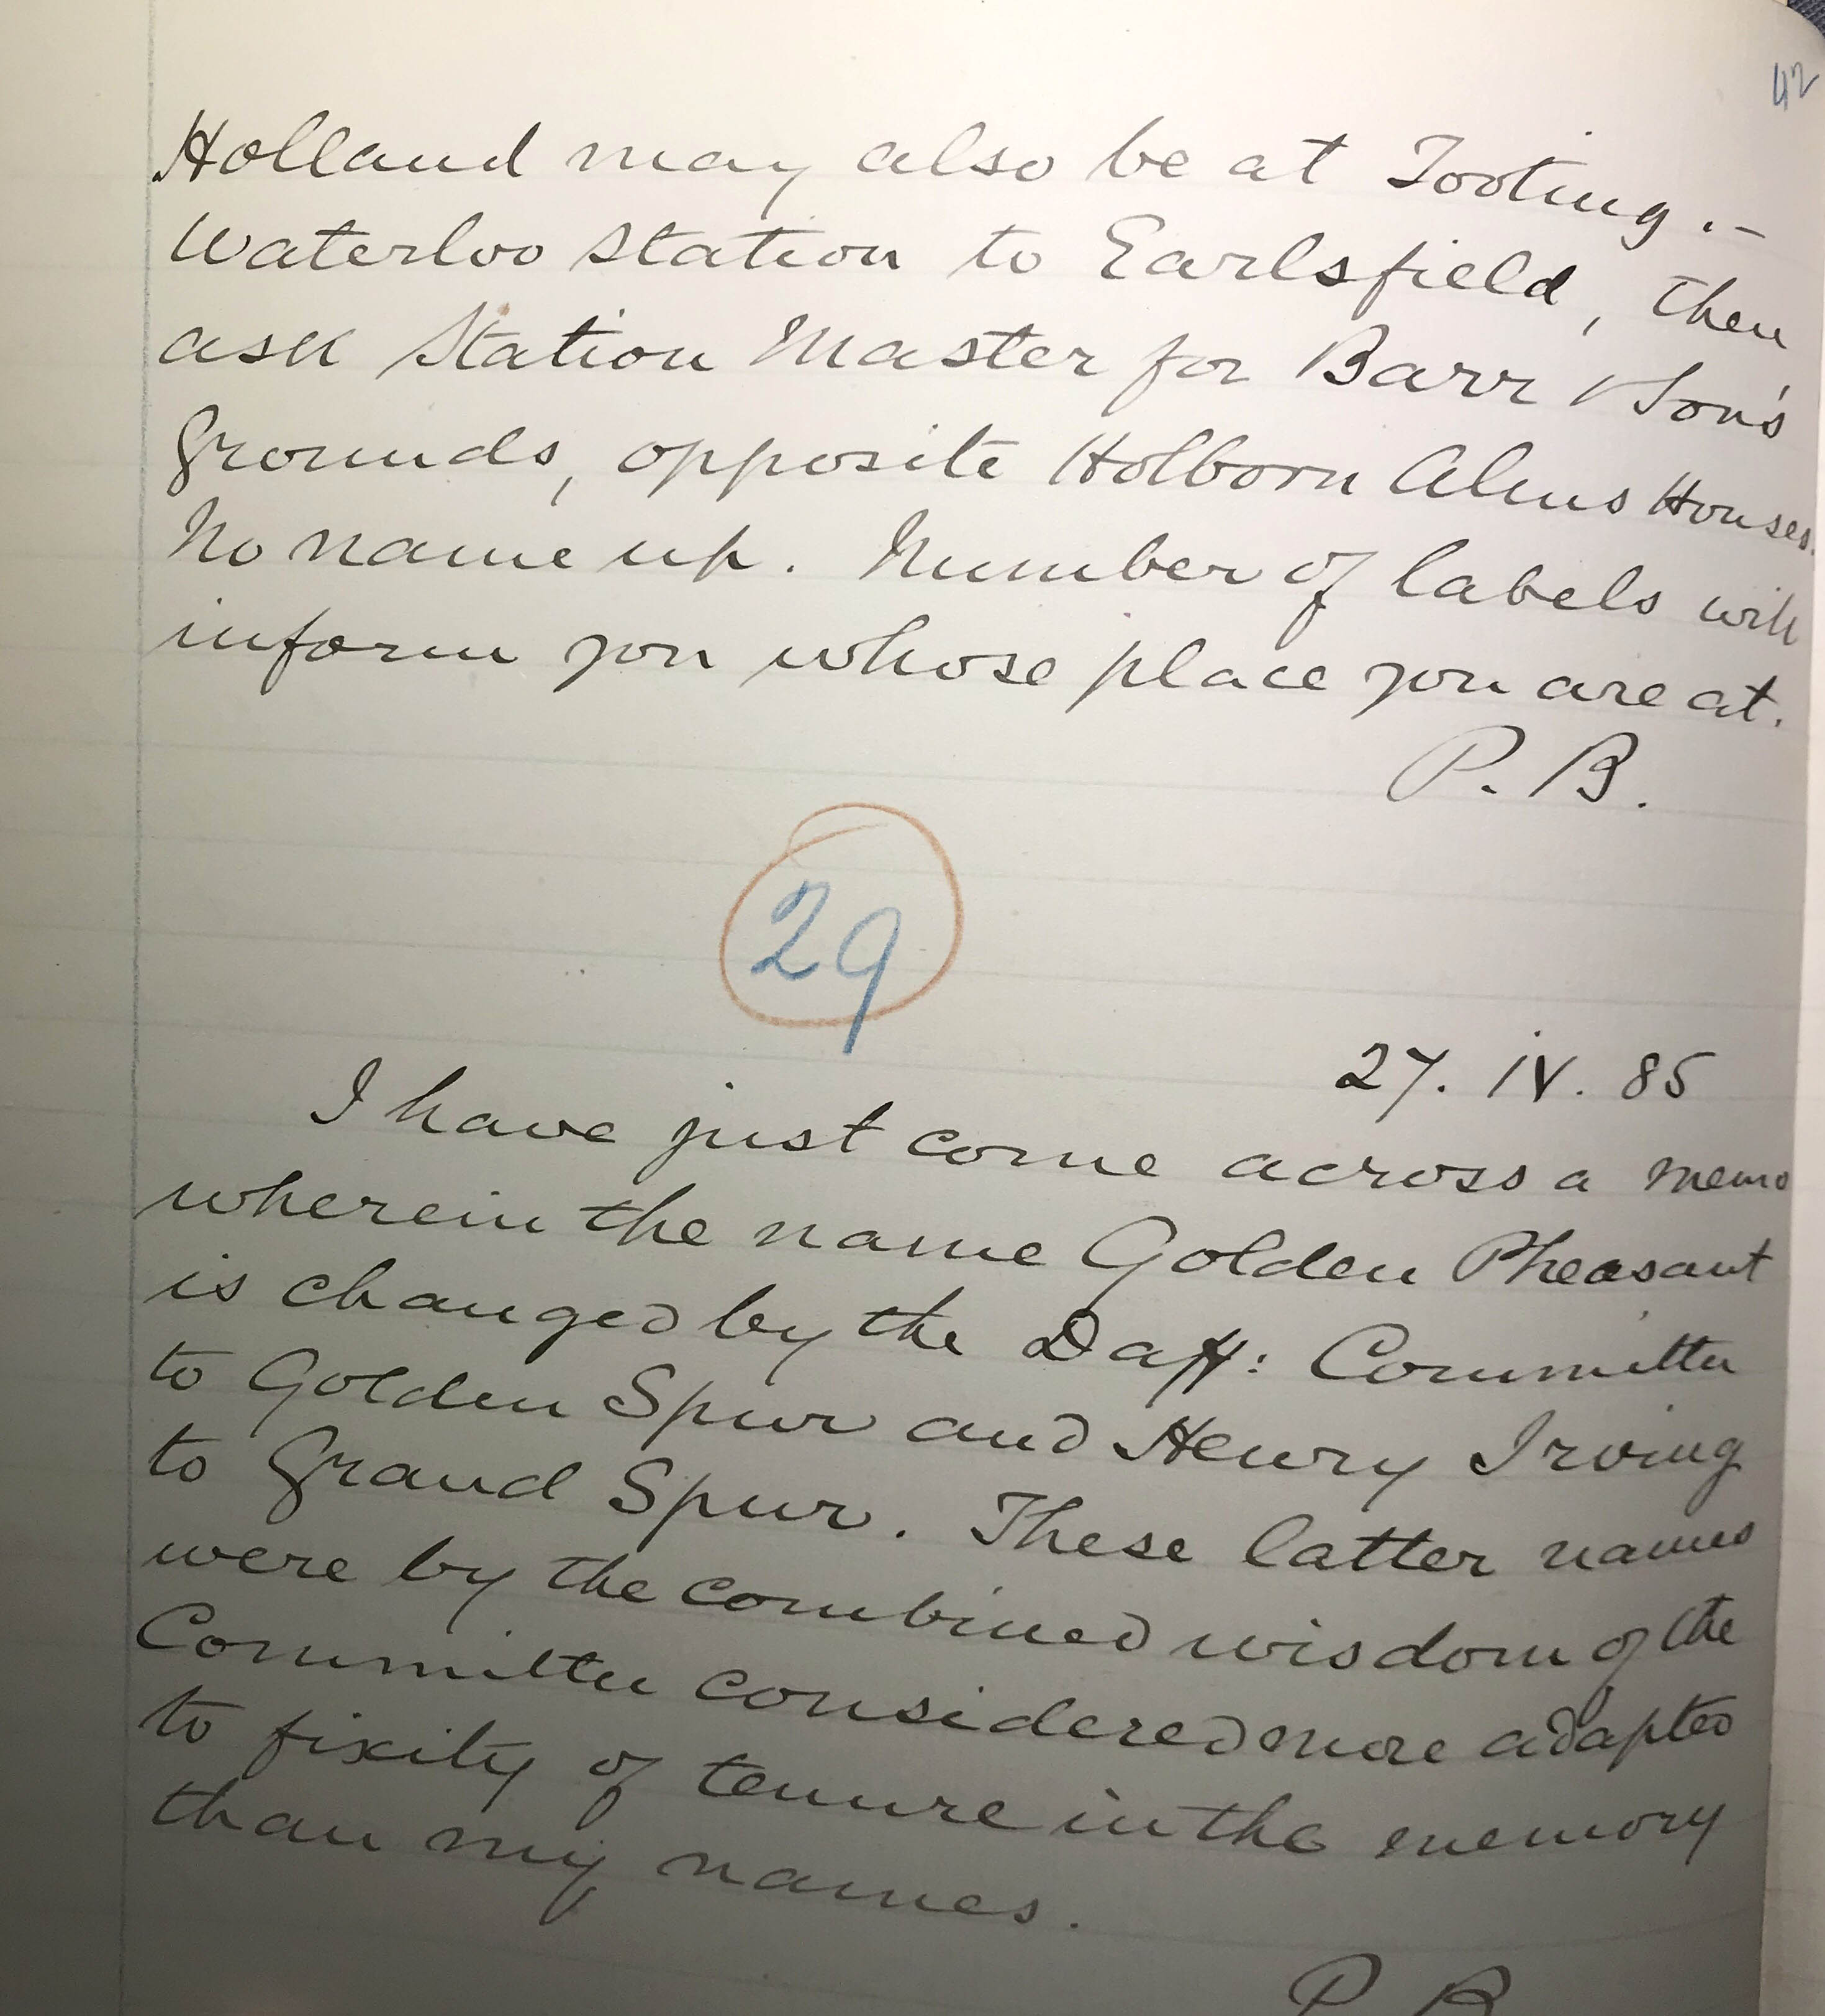 42
Holland may also be at Tooting.-
Waterloo Station to Earlsfield, then
ask Station Master for Barr & Son's
Grounds, opposite Holborn Alms Houses.
No name up. Number of labels will
inform you whose place you are at.
P. B.
29
27. iv. 85
I have just come across a memo
wherein the name Golden Pheasant
is changed by the Daff: Committee
to Golden Spur and Henry Irving
to Grand Spur. These latter names
were by the combined wisdom of the
Committee considered more adapted
to fixity of tenure in the memory
than my names.
P B